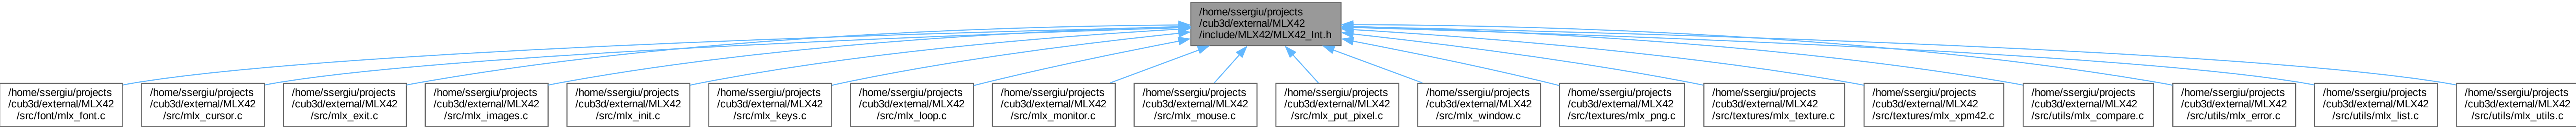 /home/ssergiu/projects
/cub3d/external/MLX42
/include/MLX42/MLX42_Int.h
/home/ssergiu/projects
/cub3d/external/MLX42
/src/font/mlx_font.c
/home/ssergiu/projects
/cub3d/external/MLX42
/src/mlx_cursor.c
/home/ssergiu/projects
/cub3d/external/MLX42
/src/mlx_exit.c
/home/ssergiu/projects
/cub3d/external/MLX42
/src/mlx_images.c
/home/ssergiu/projects
/cub3d/external/MLX42
/src/mlx_init.c
/home/ssergiu/projects
/cub3d/external/MLX42
/src/mlx_keys.c
/home/ssergiu/projects
/cub3d/external/MLX42
/src/mlx_loop.c
/home/ssergiu/projects
/cub3d/external/MLX42
/src/mlx_monitor.c
/home/ssergiu/projects
/cub3d/external/MLX42
/src/mlx_mouse.c
/home/ssergiu/projects
/cub3d/external/MLX42
/src/mlx_put_pixel.c
/home/ssergiu/projects
/cub3d/external/MLX42
/src/mlx_window.c
/home/ssergiu/projects
/cub3d/external/MLX42
/src/textures/mlx_png.c
/home/ssergiu/projects
/cub3d/external/MLX42
/src/textures/mlx_texture.c
/home/ssergiu/projects
/cub3d/external/MLX42
/src/textures/mlx_xpm42.c
/home/ssergiu/projects
/cub3d/external/MLX42
/src/utils/mlx_compare.c
/home/ssergiu/projects
/cub3d/external/MLX42
/src/utils/mlx_error.c
/home/ssergiu/projects
/cub3d/external/MLX42
/src/utils/mlx_list.c
/home/ssergiu/projects
/cub3d/external/MLX42
/src/utils/mlx_utils.c